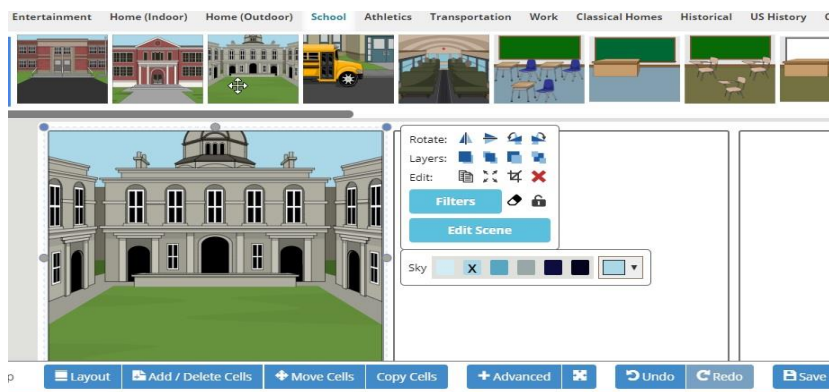 Entertainment Home (Indoor) Home (Outdoor) School Athletics Transportation Work Classical Homes Historical US History
Rotate:
Layers:
Edit:
Filters
Edit Scene
Sky X
p Layout Add / Delete Cells Move Cells Copy Cells Advanced Undo Redo Save